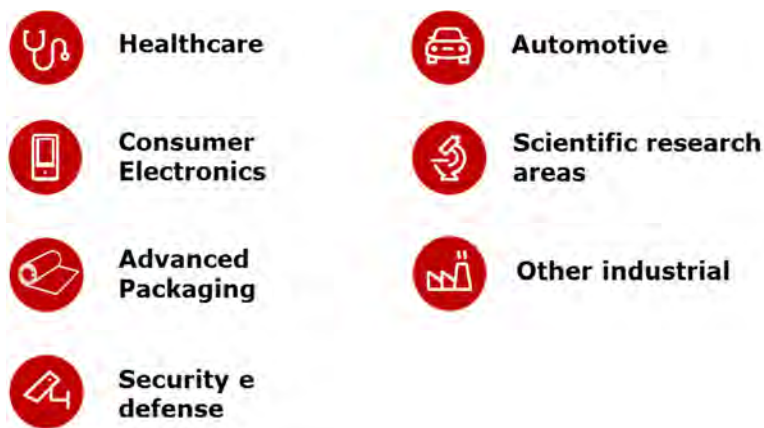 Healthcare
Consumer
Electronics
Advanced
Packaging
Security e
defense
Automotive
Scientific research
areas
Other industrial